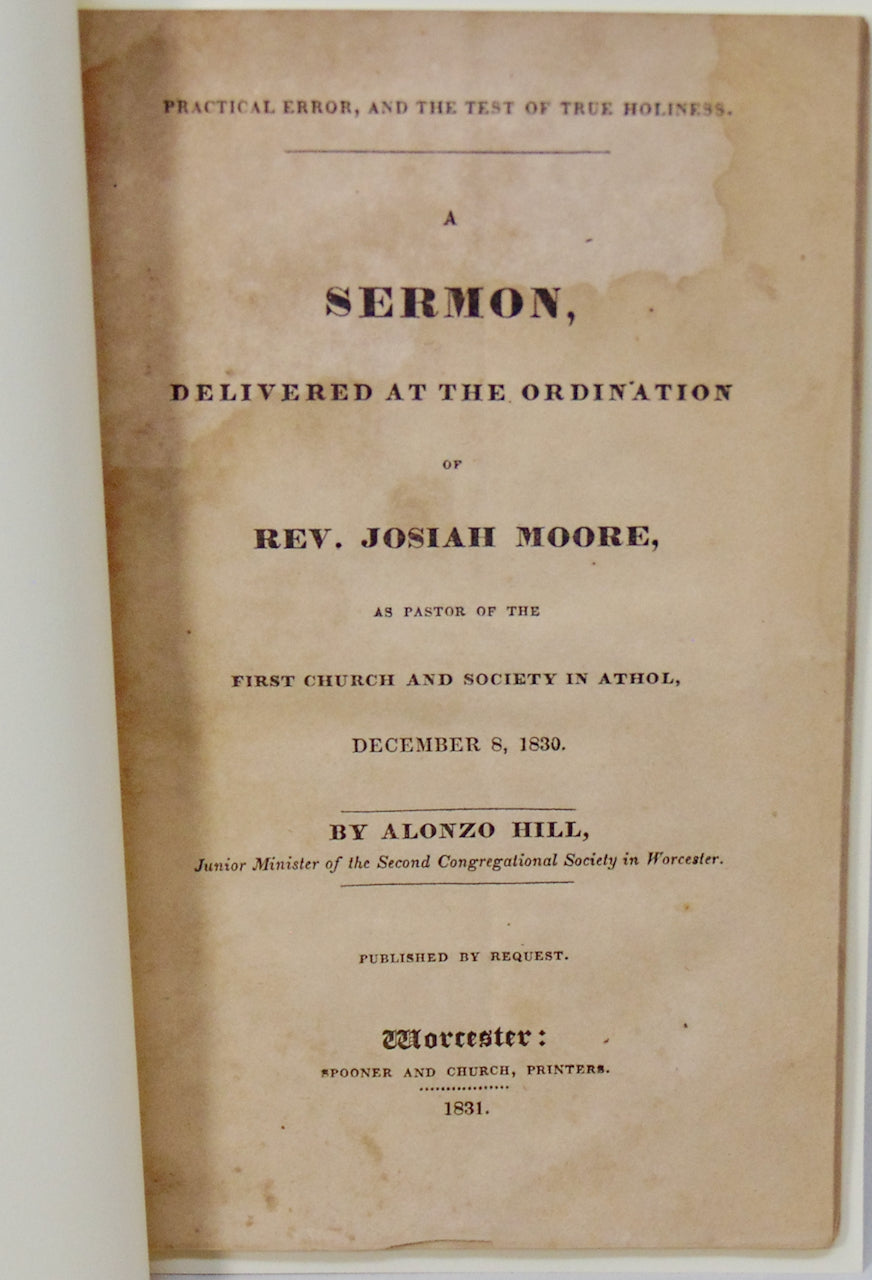 PRACTICAL ERROR, AND THE TEST OF TRUE HOLINESS.
A
SERMON,
DELIVERED AT THE ORDINATION
OF
REV. JOSIAH MOORE,
AS PASTOR OF THE
FIRST CHURCH AND SOCIETY IN ATHOL,
DECEMBER 8, 1830.
BY ALONZO HILL,
Junior Minister of the Second Congregational Society in Worcester.
PUBLISHED BY REQUEST.
Worcester:
SPOONER AND CHURCH, PRINTERS.
1831.